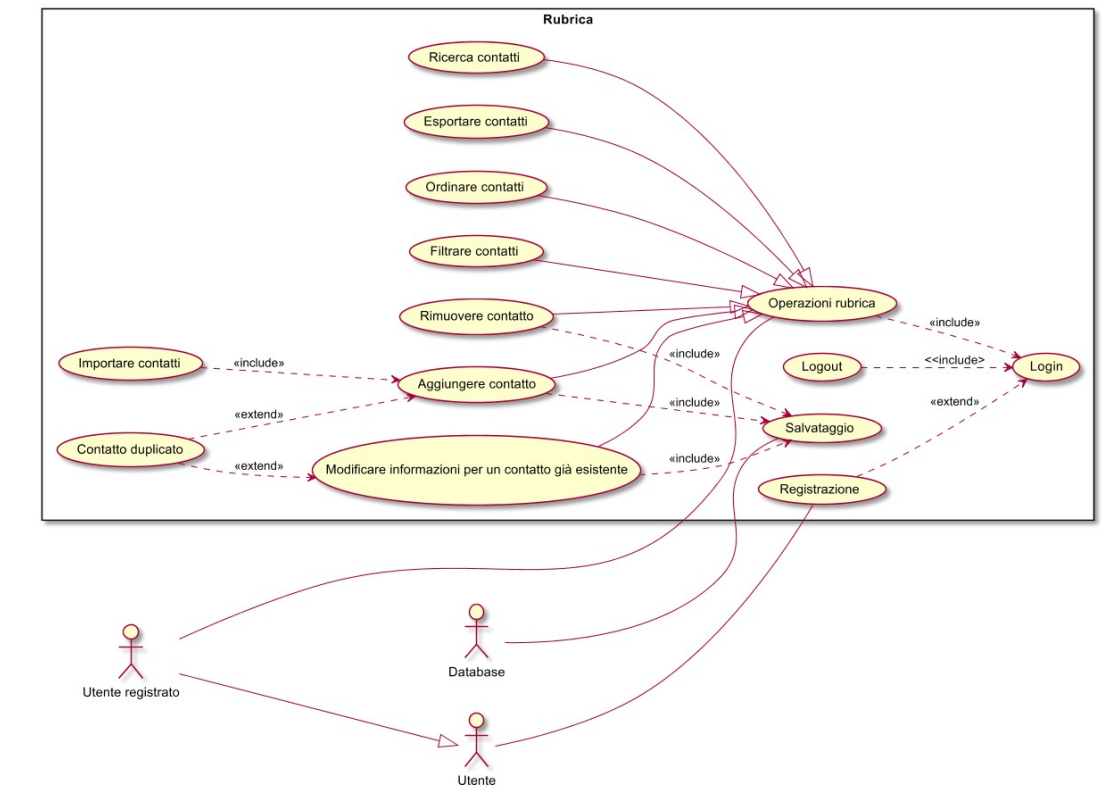 Rubrica
Ricerca contatti
Esportare contatti
Ordinare contatti
Filtrare contatti
Operazioni rubrica
Rimuovere contatto
«include»
«include»
Importare contatti
«include»
<<include>
Logout
Login
Aggiungere contatto
«include»
«extend»
«extend»
Salvataggio
Contatto duplicato
«extend»
Modificare informazioni per un contatto già esistente
«include»
Registrazione
Database
Utente registrato
Utente